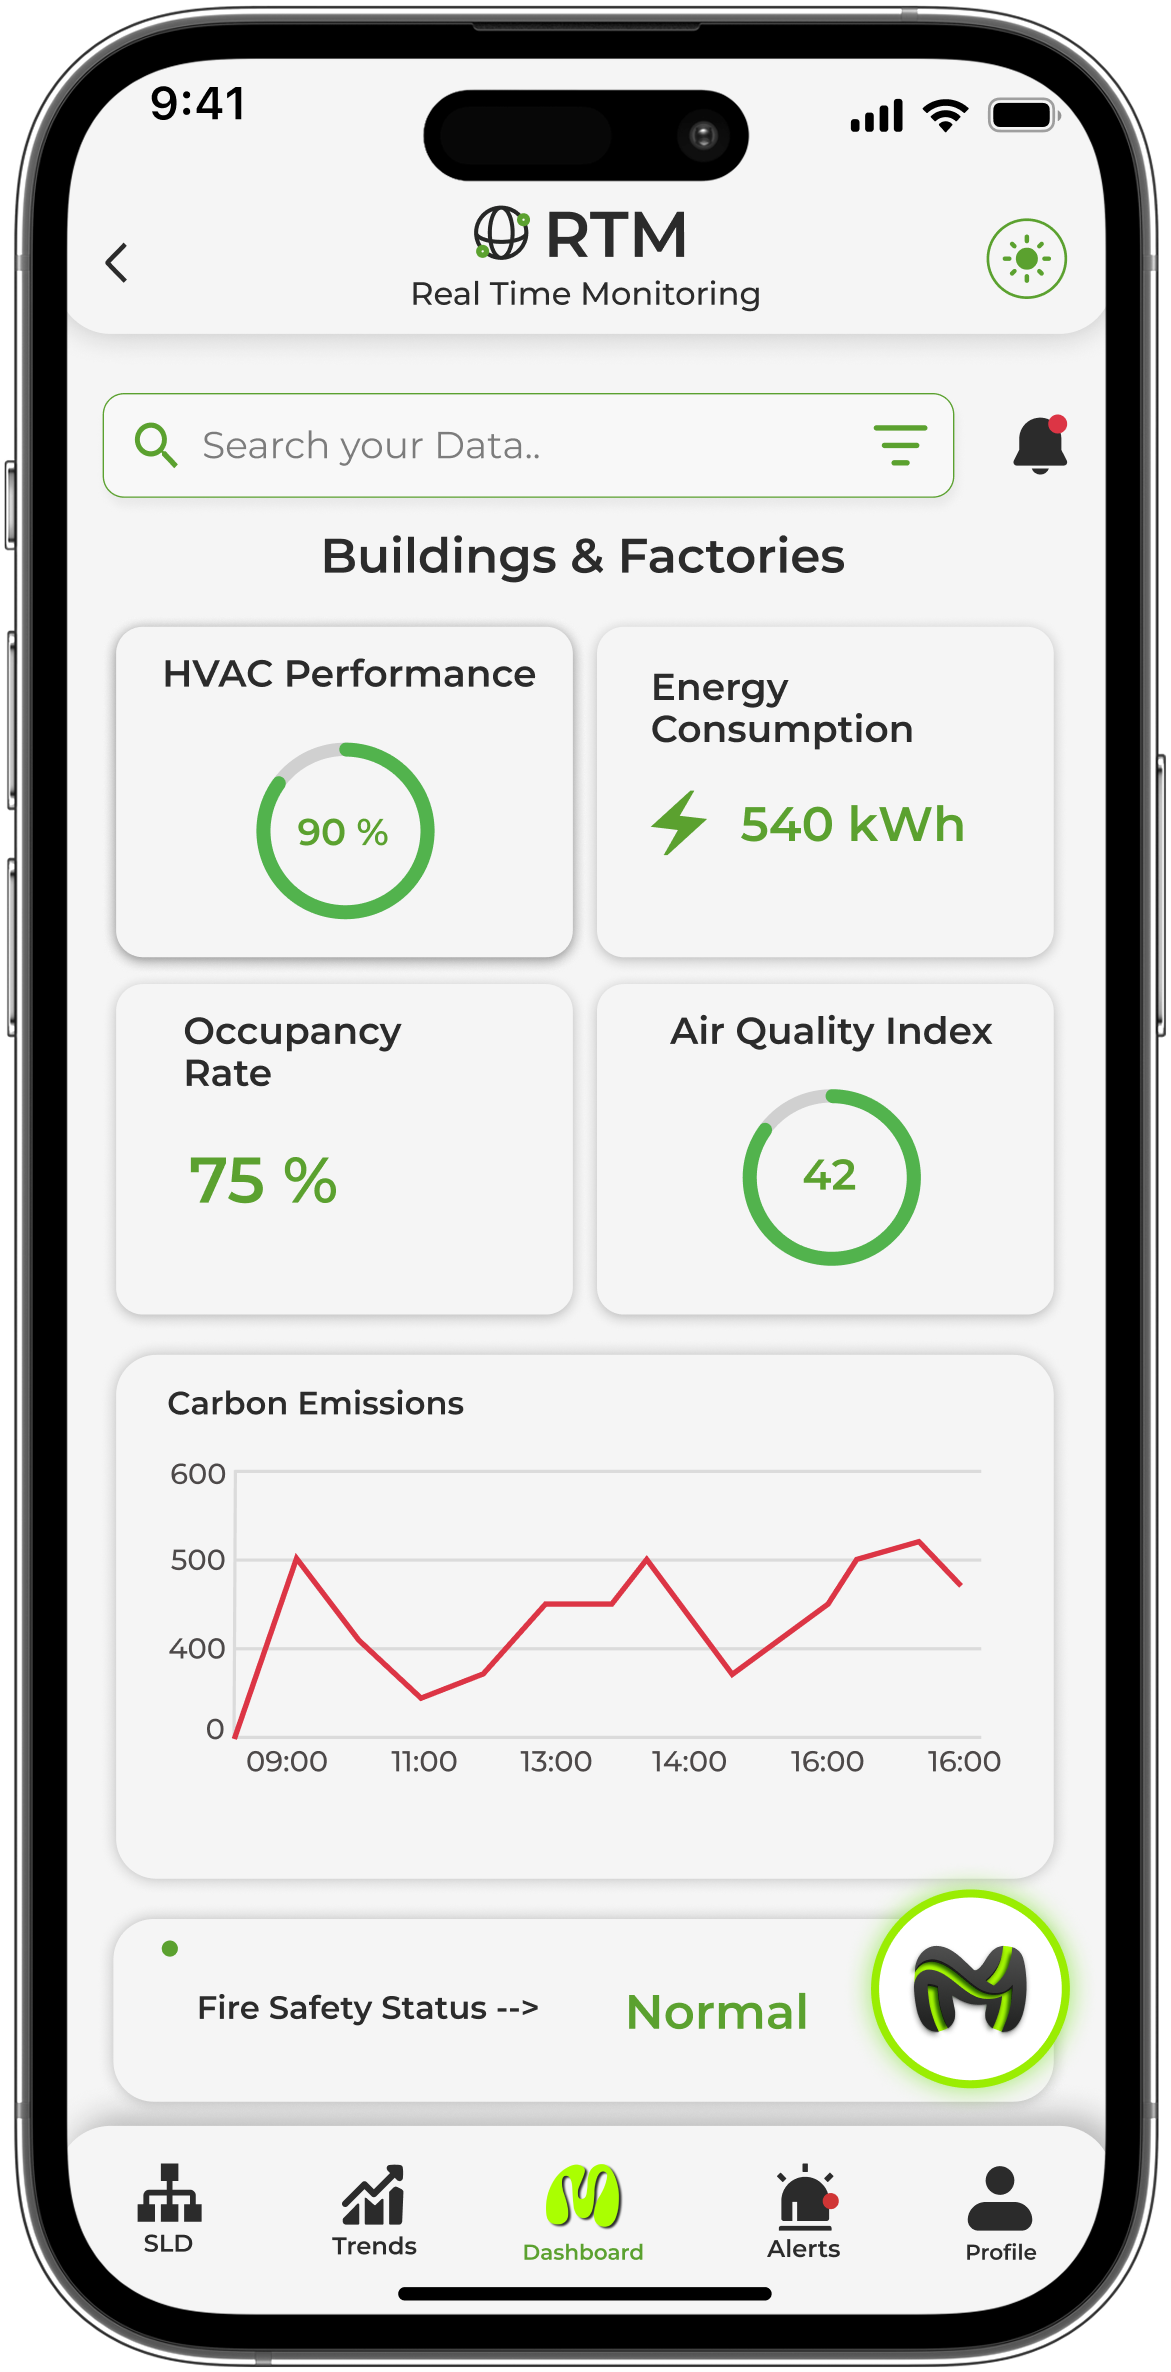 9:41
RTM
Real Time Monitoring
Search your Data..
Buildings & Factories
HVAC Performance
90 %
Energy
Consumption
540 kWh
Occupancy
Rate
75 %
Air Quality Index
42
Carbon Emissions
600
500
400
0
09:00 11:00 13:00 14:00 16:00 16:00
Fire Safety Status --> Normal
SLD Trends Dashboard Alerts Profile